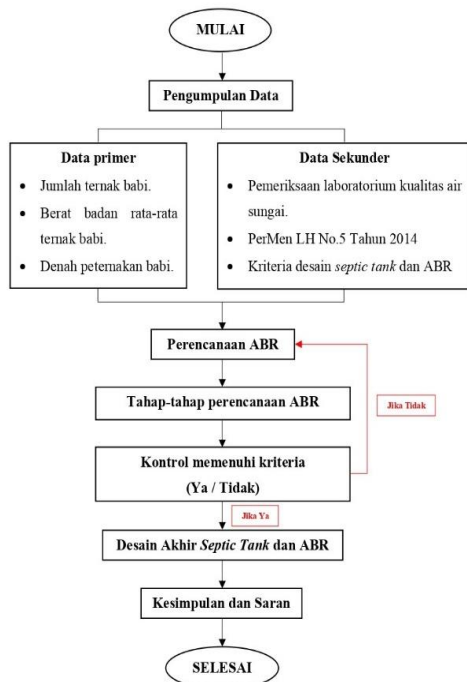 MULAI
Pengumpulan Data
Data primer
• Jumlah ternak babi.
• Berat badan rata-rata
ternak babi.
• Denah peternakan babi.
Data Sekunder
• Pemeriksaan laboratorium kualitas air
sungai.
• PerMen LH No.5 Tahun 2014
• Kriteria desain septic tank dan ABR
Perencanaan ABR
Tahap-tahap perencanaan ABR
Jika Tidak
Kontrol memenuhi kriteria
(Ya / Tidak)
Jika Ya
Desain Akhir Septic Tank dan ABR
Kesimpulan dan Saran
SELESAI